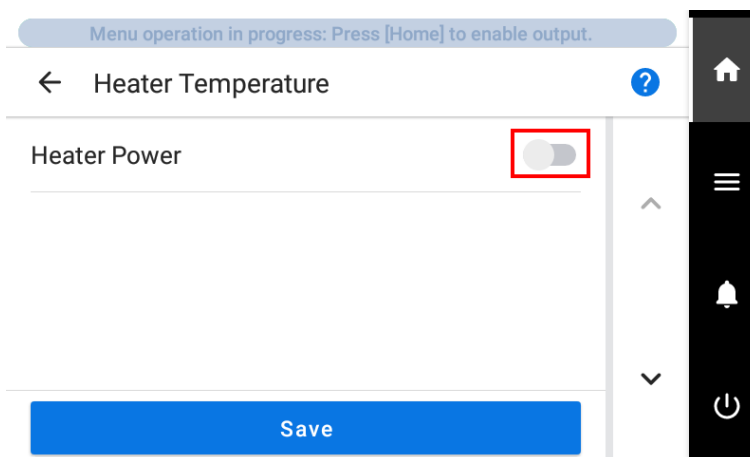 Menu operation in progress: Press [Home] to enable output.
Heater Temperature
?
Heater Power
Save